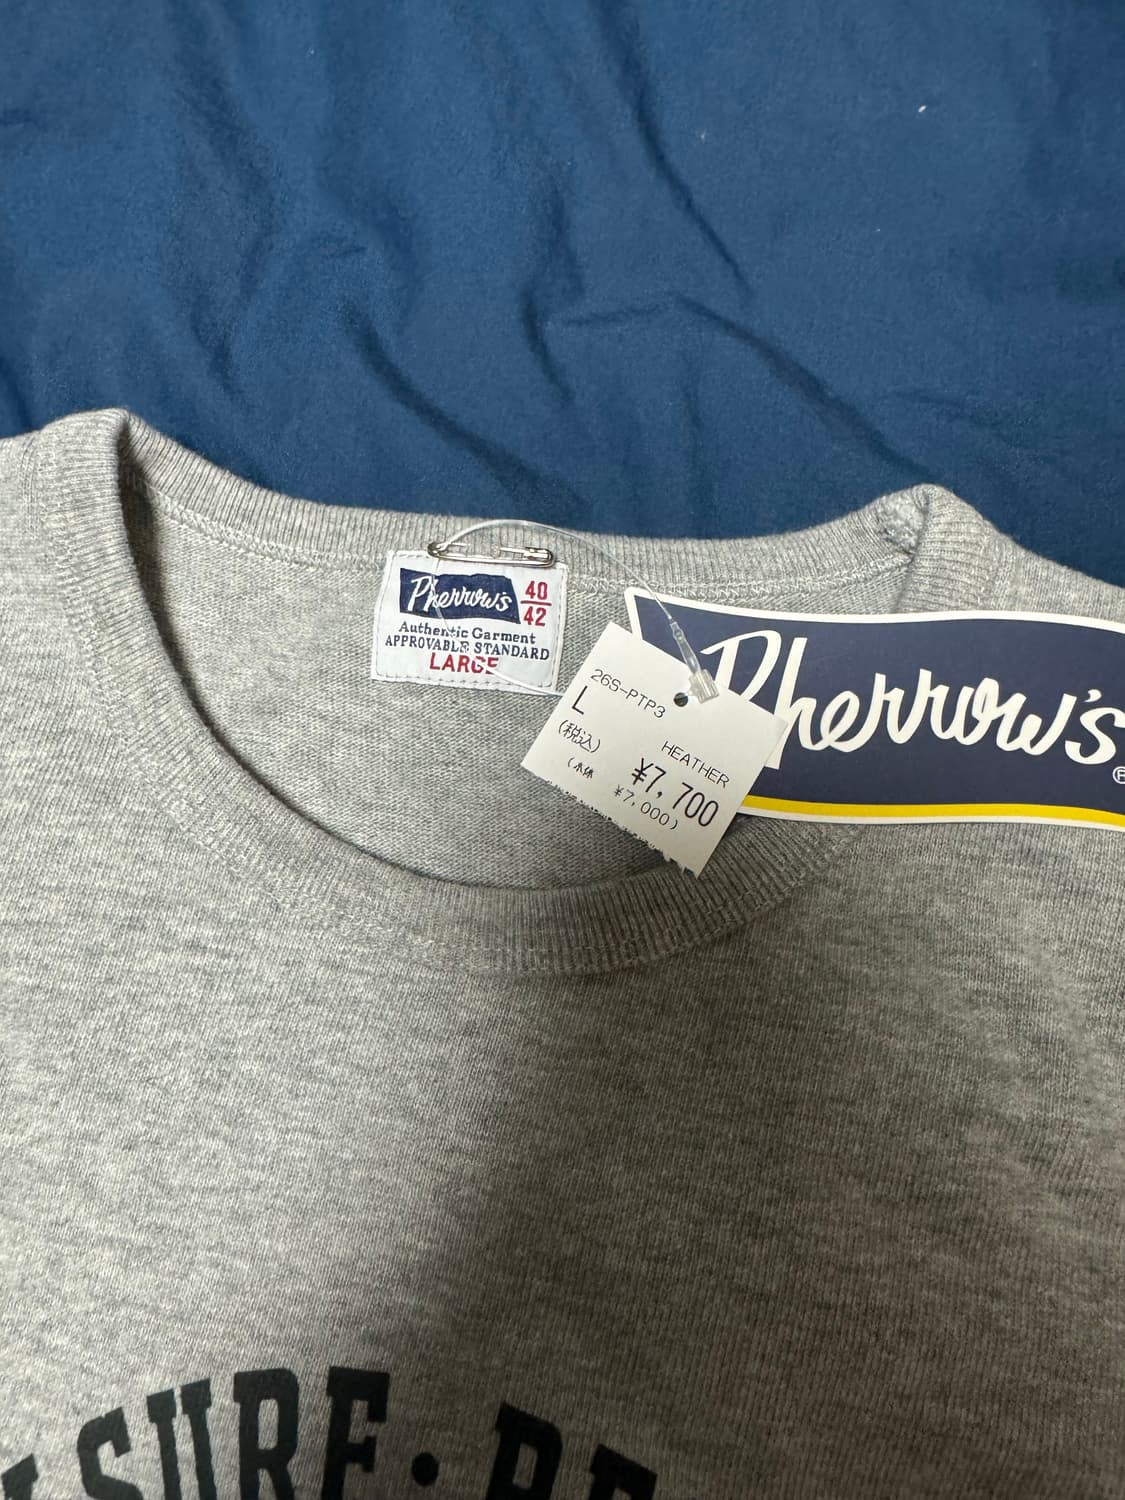 Pherrow's
40
42
Authentic Garment
APPROVABLE STANDARD
LARGE
Pherrow's®
26S-PTP3
L
HEATHER
(税込) ¥7,700
(本体 ¥7,000)
SURF・